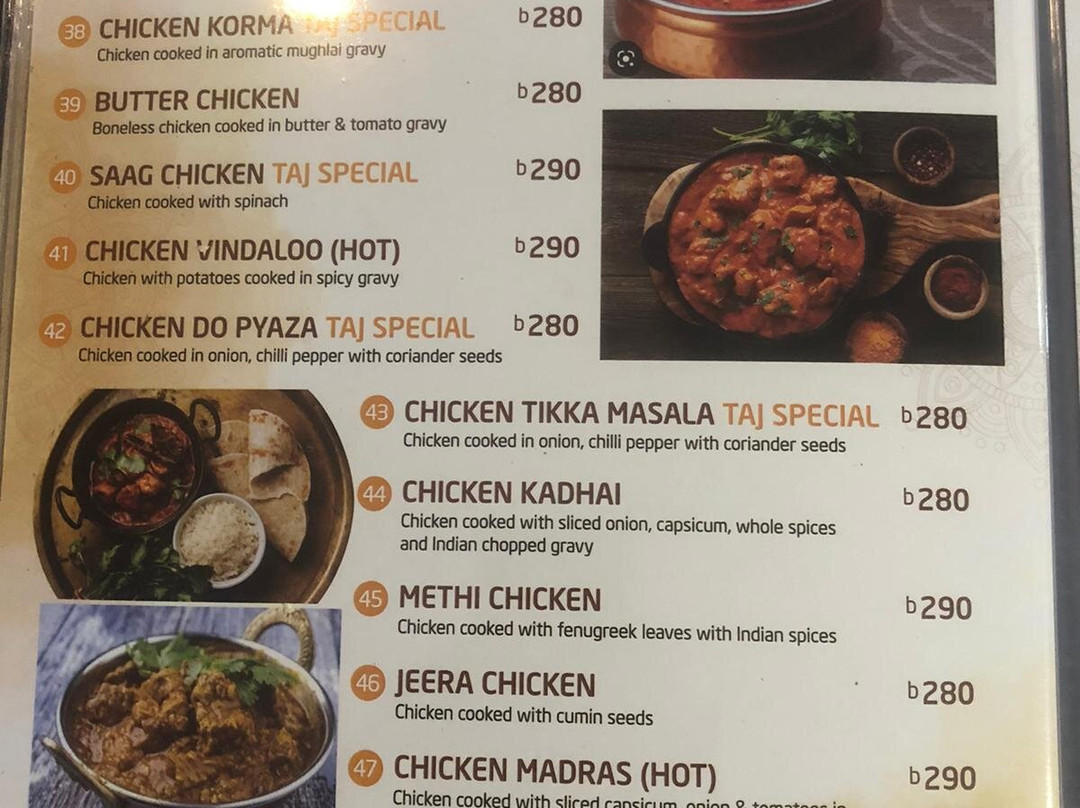 38 CHICKEN KORMA TAJ SPECIAL b280
Chicken cooked in aromatic mughlai gravy
39 BUTTER CHICKEN b280
Boneless chicken cooked in butter & tomato gravy
40 SAAG CHICKEN TAJ SPECIAL b290
Chicken cooked with spinach
41 CHICKEN VINDALOO (HOT) b290
Chicken with potatoes cooked in spicy gravy
42 CHICKEN DO PYAZA TAJ SPECIAL b280
Chicken cooked in onion, chilli pepper with coriander seeds
43 CHICKEN TIKKA MASALA TAJ SPECIAL b280
Chicken cooked in onion, chilli pepper with coriander seeds
44 CHICKEN KADHAI b280
Chicken cooked with sliced onion, capsicum, whole spices
and Indian chopped gravy
45 METHI CHICKEN b290
Chicken cooked with fenugreek leaves with Indian spices
46 JEERA CHICKEN b280
Chicken cooked with cumin seeds
47 CHICKEN MADRAS (HOT) b290
Chicken cooked with sliced capsicum, onion & tomatoes in